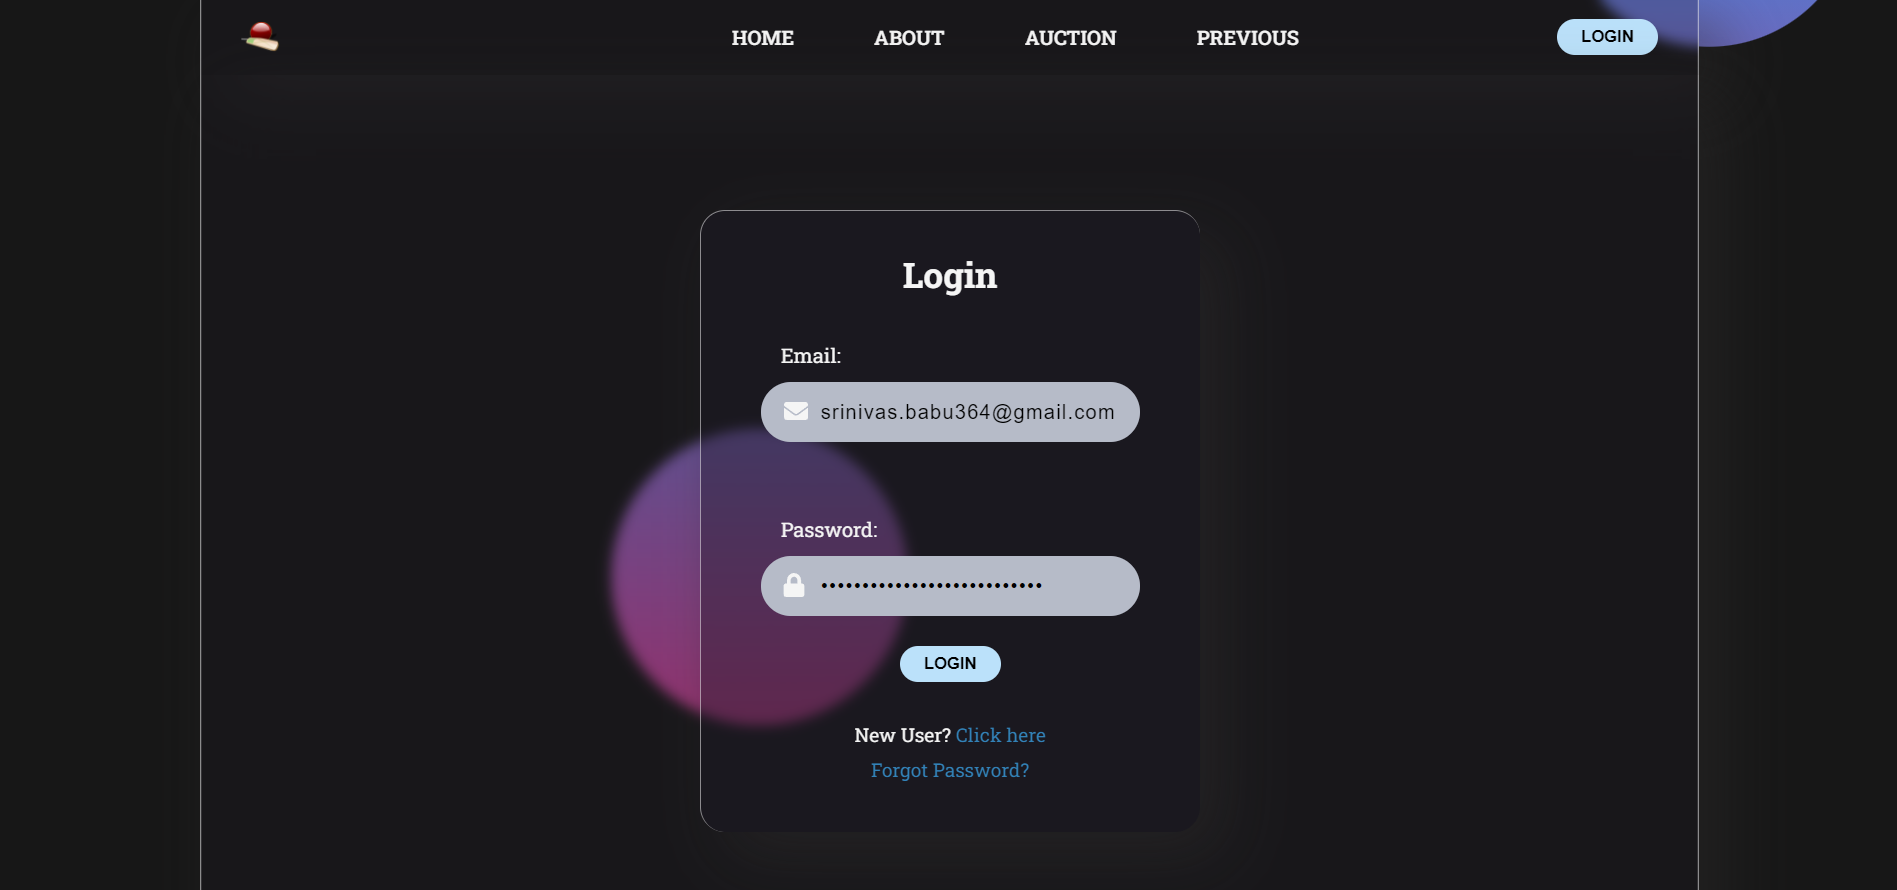 HOME ABOUT AUCTION PREVIOUS LOGIN
Login
Email:
srinivas.babu364@gmail.com
Password:
•••••••••••••••••••••••••••
LOGIN
New User? Click here
Forgot Password?